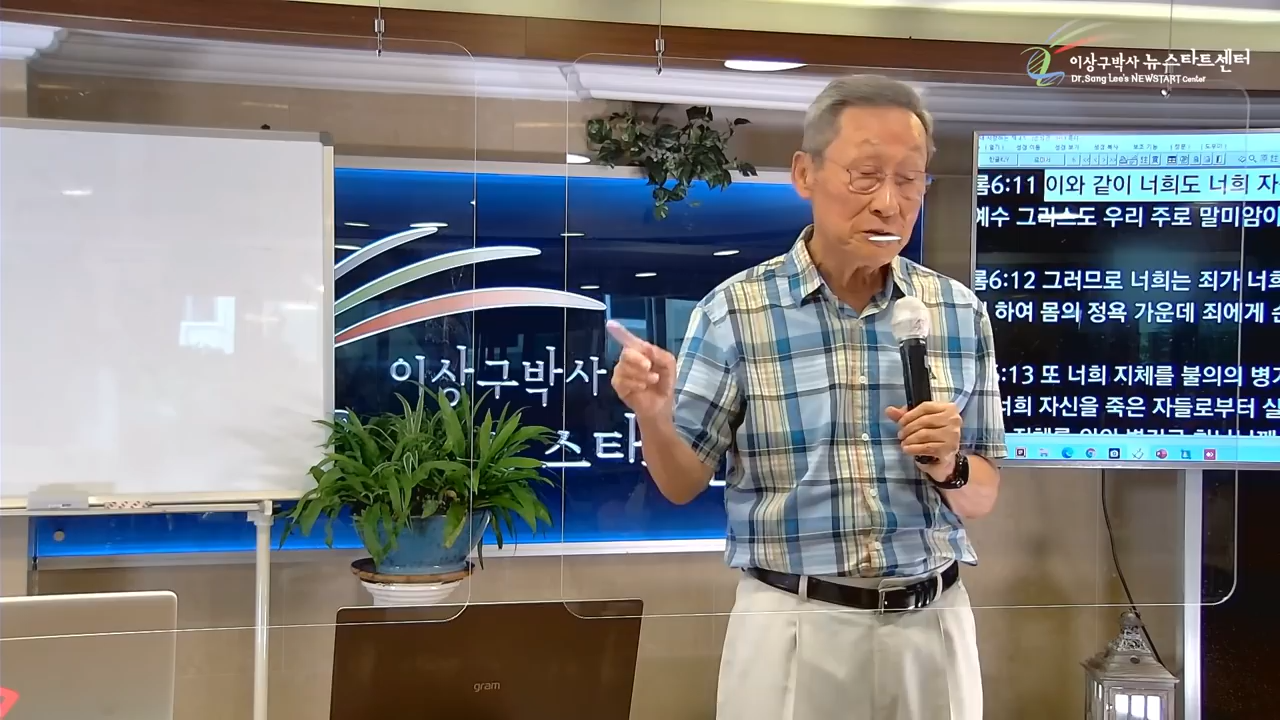 이상구박사 뉴스타트센터
Dr. Sang Lee's NEWSTART Center
롬6:11 이와 같이 너희도 너희 자
예수 그리스도 우리 주로 말미암아
롬6:12 그러므로 너희는 죄가 너희
하여 몸의 정욕 가운데 죄에게 순
6:13 또 너희 지체를 불의의 병기
너희 자신을 죽은 자들로부터 살
이상구박사
스타
gram